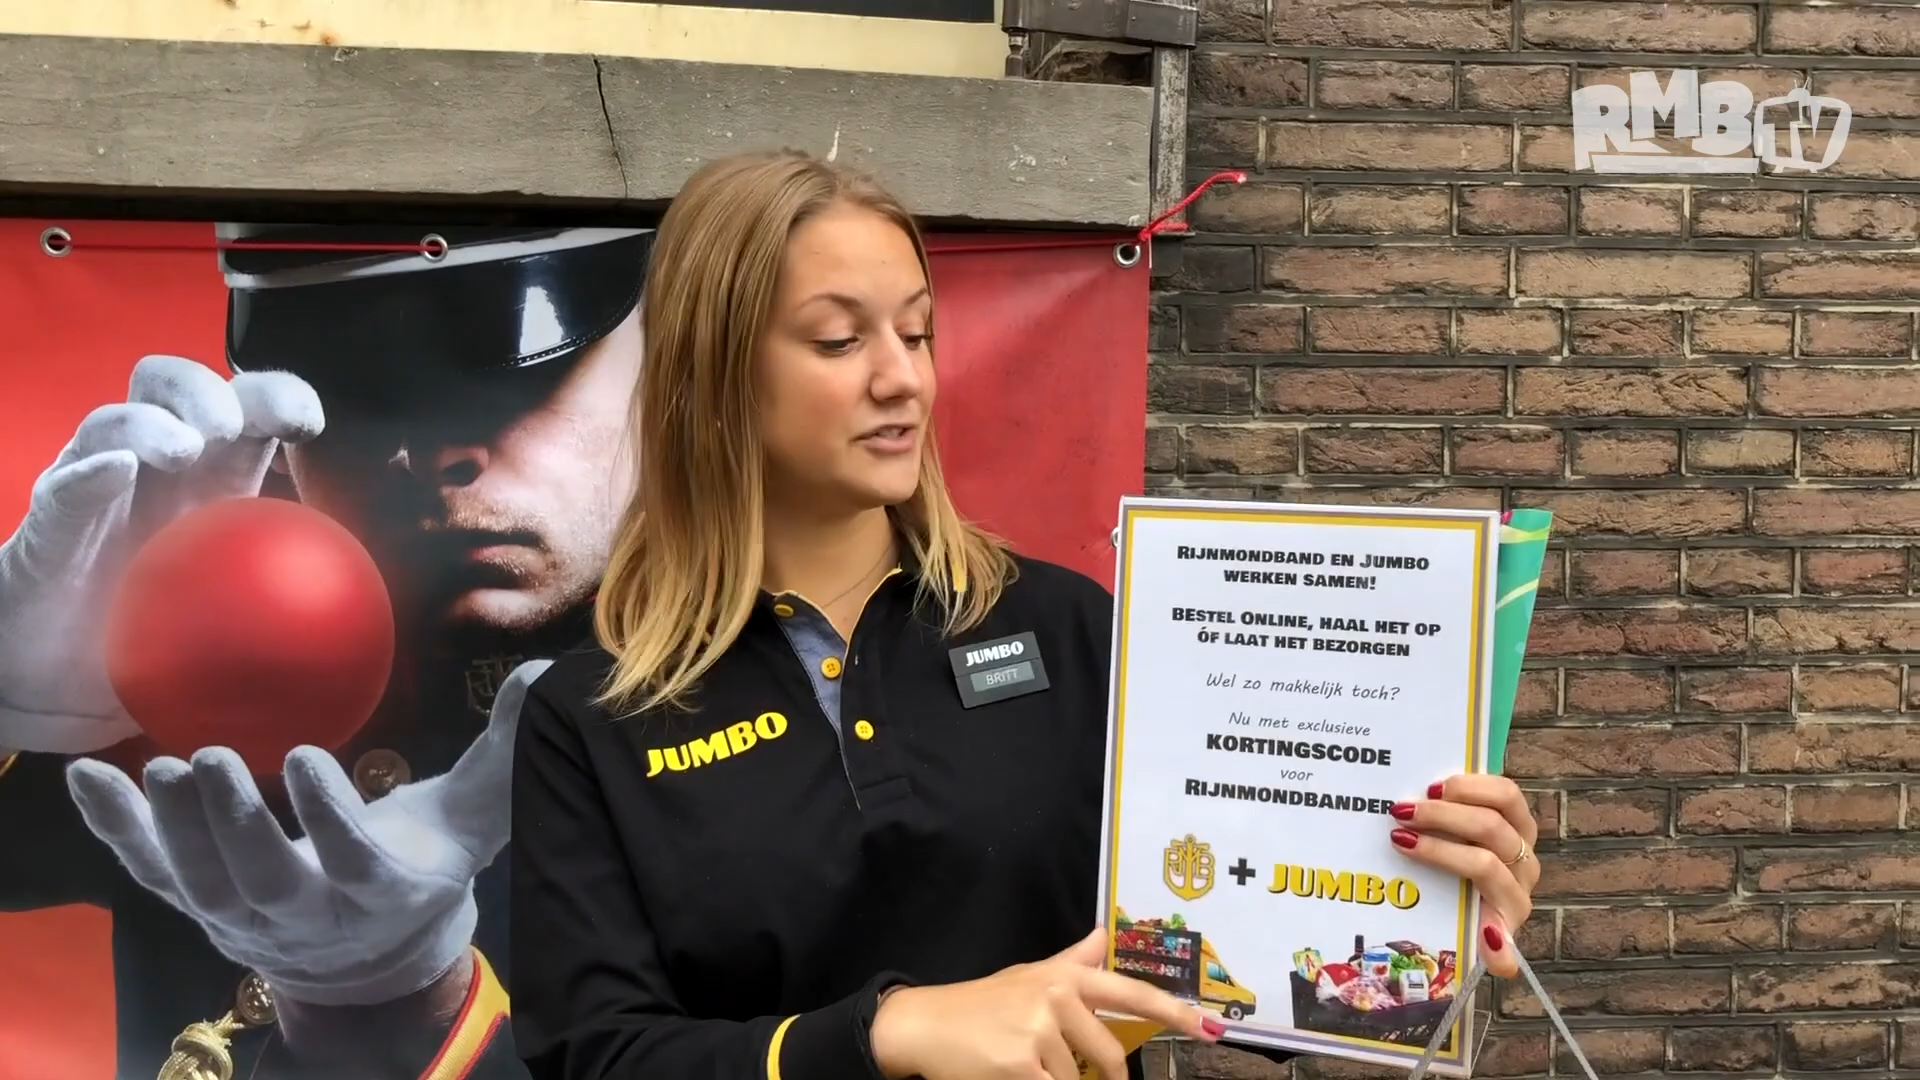 RMBTV
JUMBO
BRITT
JUMBO
RIJNMONDBAND EN JUMBO
WERKEN SAMEN!
BESTEL ONLINE, HAAL HET OP
ÓF LAAT HET BEZORGEN
Wel zo makkelijk toch?
Nu met exclusieve
KORTINGSCODE
voor
RIJNMONDBANDER
RMB + JUMBO